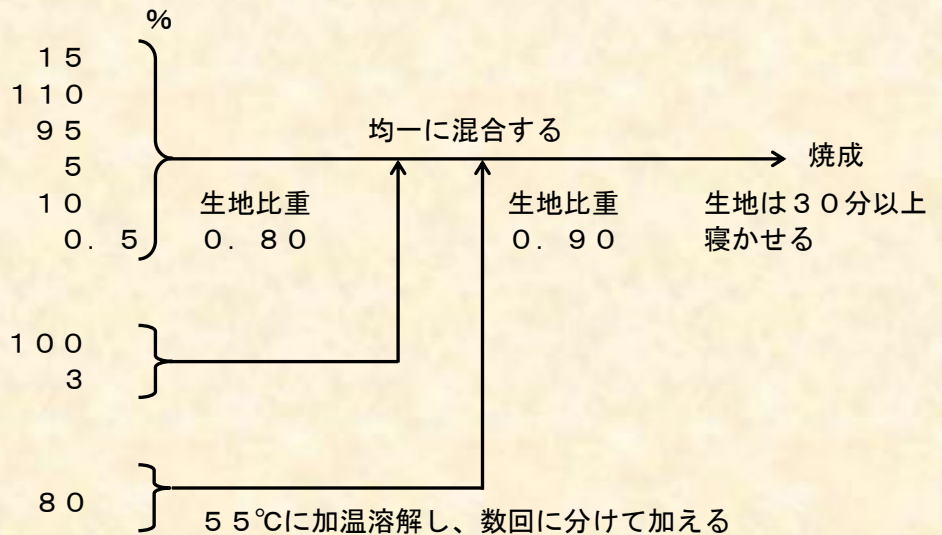 ％
１５
１１０
９５
５
１０
０．５
均一に混合する
焼成
生地比重
０．８０
生地比重
０．９０
生地は３０分以上
寝かせる
１００
３
８０
５５℃に加温溶解し、数回に分けて加える